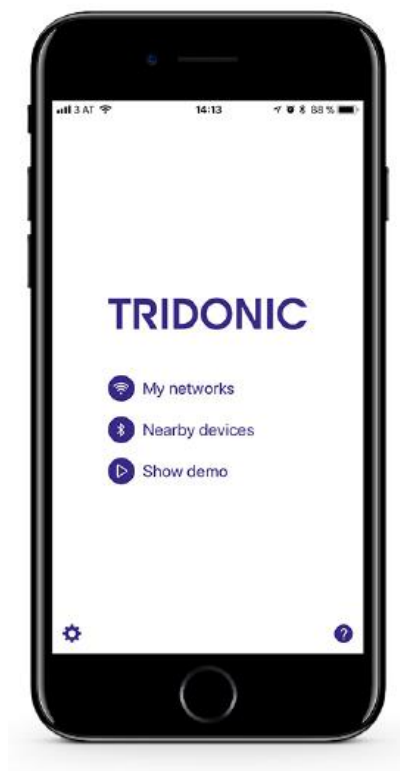 3 AT 14:13 88 %
TRIDONIC
My networks
Nearby devices
Show demo
?